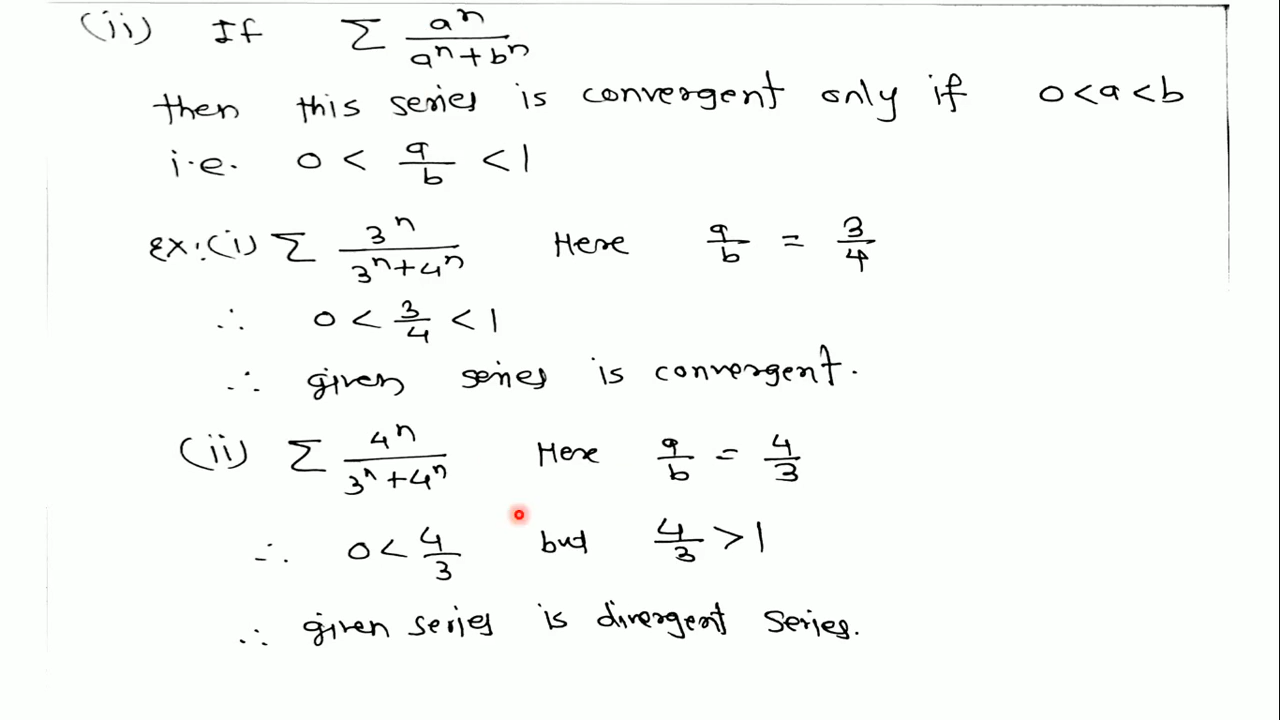 (ii) If Σ aⁿ/(aⁿ+bⁿ)
then this series is convergent only if 0<a<b
i.e. 0 < a/b < 1
Ex:(i) Σ 3ⁿ/(3ⁿ+4ⁿ) Here a/b = 3/4
∴ 0 < 3/4 < 1
∴ given series is convergent.
(ii) Σ 4ⁿ/(3ⁿ+4ⁿ) Here a/b = 4/3
∴ 0 < 4/3 but 4/3 > 1
∴ given series is divergent series.